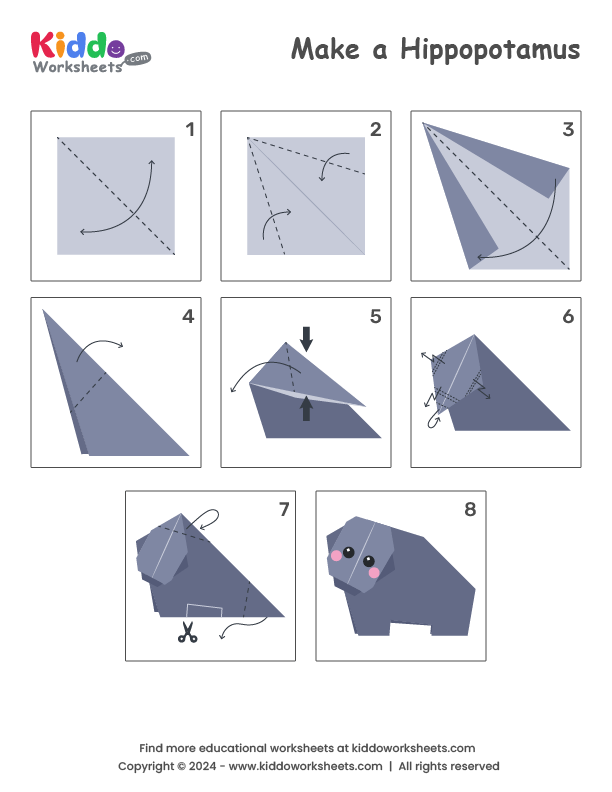 Kiddo
Worksheets .com
Make a Hippopotamus
1
2
3
4
5
6
7
8
Find more educational worksheets at kiddoworksheets.com
Copyright © 2024 - www.kiddoworksheets.com | All rights reserved